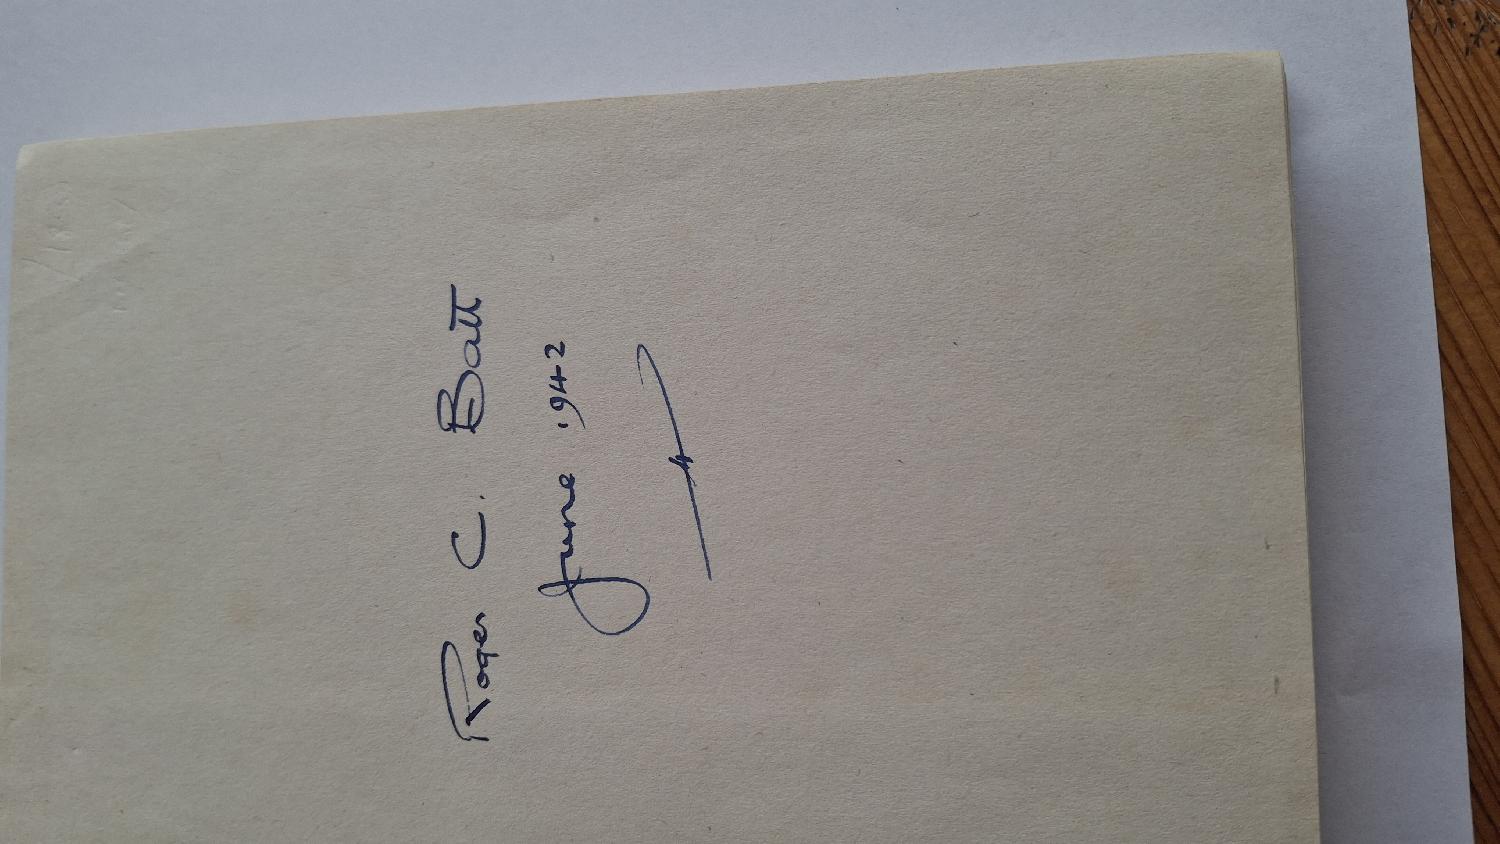 Roger C. Batt
June 1942